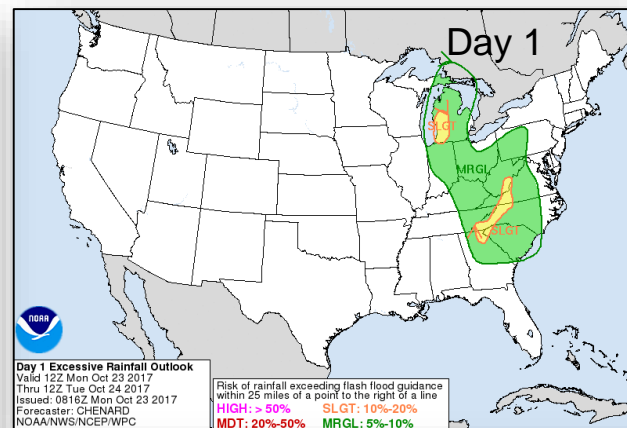 Day 1
SLGT
MRGL
SLGT
NOAA
Day 1 Excessive Rainfall Outlook
Valid 12Z Mon Oct 23 2017
Thru 12Z Tue Oct 24 2017
Issued: 0816Z Mon Oct 23 2017
Forecaster: CHENARD
NOAA/NWS/NCEP/WPC
Risk of rainfall exceeding flash flood guidance
within 25 miles of a point to the right of a line
HIGH: > 50% SLGT: 10%-20%
MDT: 20%-50% MRGL: 5%-10%